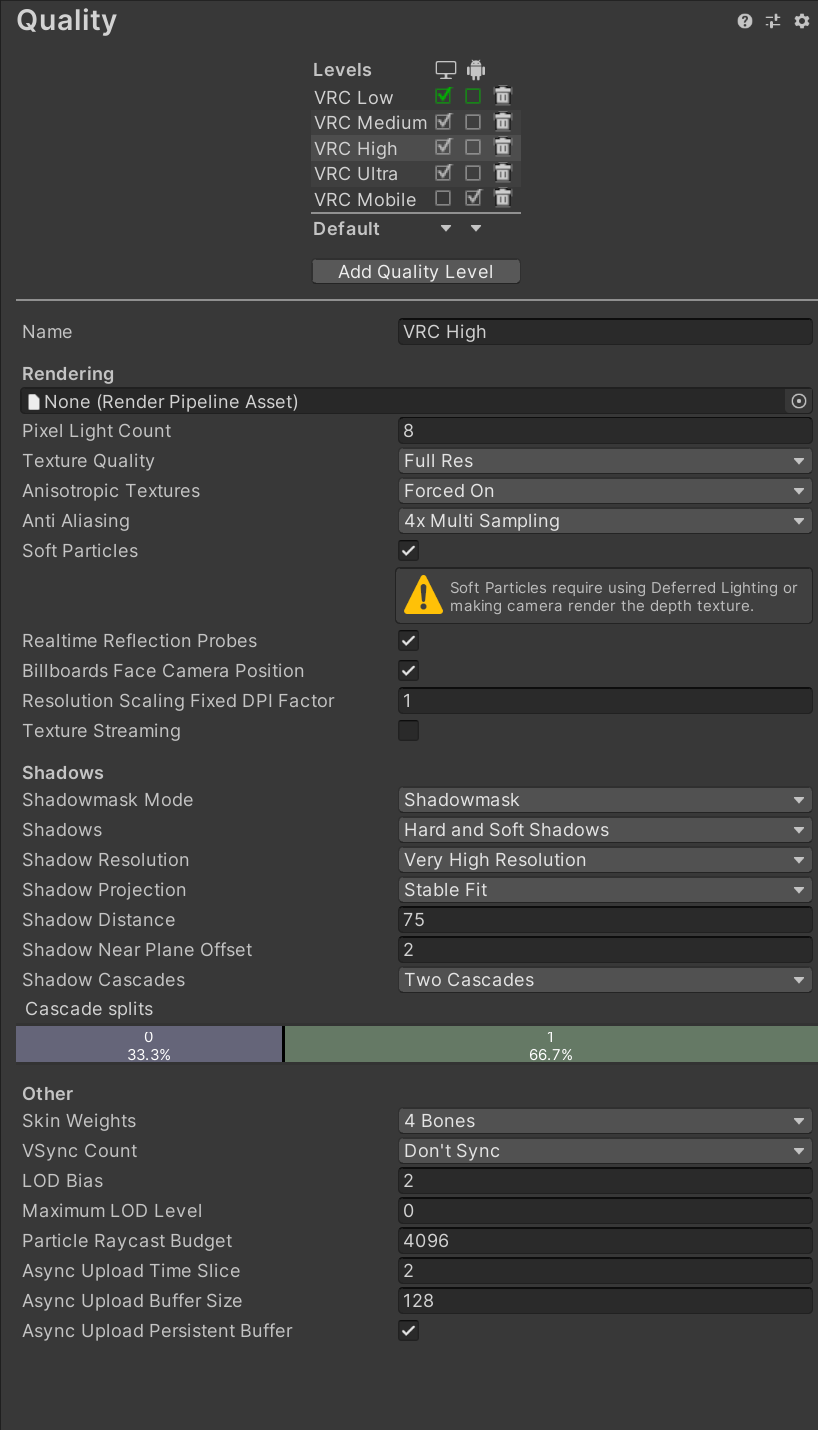 Quality
Levels
VRC Low
VRC Medium
VRC High
VRC Ultra
VRC Mobile
Default
Add Quality Level
Name VRC High
Rendering
None (Render Pipeline Asset)
Pixel Light Count 8
Texture Quality Full Res
Anisotropic Textures Forced On
Anti Aliasing 4x Multi Sampling
Soft Particles
Soft Particles require using Deferred Lighting or
making camera render the depth texture.
Realtime Reflection Probes
Billboards Face Camera Position
Resolution Scaling Fixed DPI Factor 1
Texture Streaming
Shadows
Shadowmask Mode Shadowmask
Shadows Hard and Soft Shadows
Shadow Resolution Very High Resolution
Shadow Projection Stable Fit
Shadow Distance 75
Shadow Near Plane Offset 2
Shadow Cascades Two Cascades
Cascade splits
0 1
33.3% 66.7%
Other
Skin Weights 4 Bones
VSync Count Don't Sync
LOD Bias 2
Maximum LOD Level 0
Particle Raycast Budget 4096
Async Upload Time Slice 2
Async Upload Buffer Size 128
Async Upload Persistent Buffer